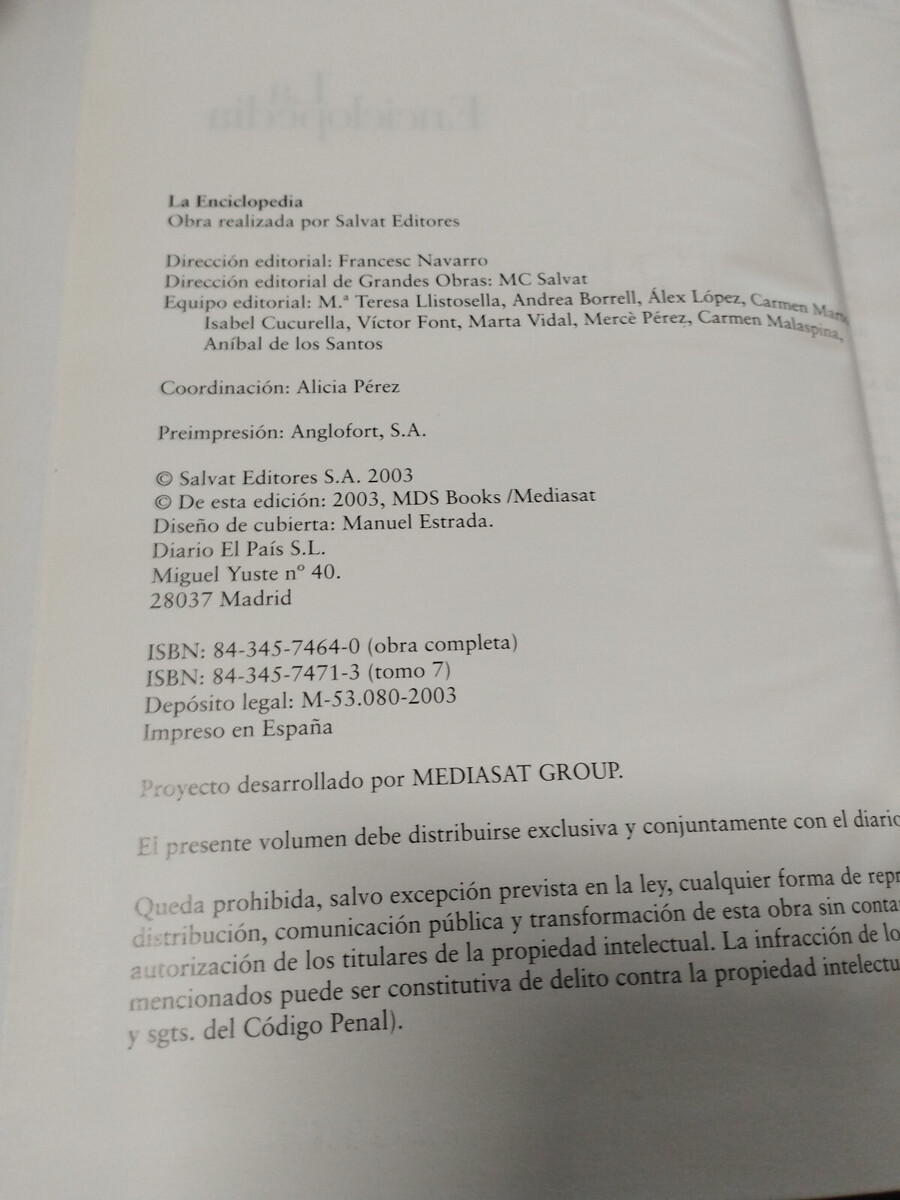 La
Enciclopedia
La Enciclopedia
Obra realizada por Salvat Editores
Dirección editorial: Francesc Navarro
Dirección editorial de Grandes Obras: MC Salvat
Equipo editorial: M.ª Teresa Llistosella, Andrea Borrell, Álex López, Carmen
Isabel Cucurella, Víctor Font, Marta Vidal, Mercè Pérez, Carmen Malaspina,
Aníbal de los Santos
Coordinación: Alicia Pérez
Preimpresión: Anglofort, S.A.
© Salvat Editores S.A. 2003
© De esta edición: 2003, MDS Books /Mediasat
Diseño de cubierta: Manuel Estrada.
Diario El País S.L.
Miguel Yuste nº 40.
28037 Madrid
ISBN: 84-345-7464-0 (obra completa)
ISBN: 84-345-7471-3 (tomo 7)
Depósito legal: M-53.080-2003
Impreso en España
Proyecto desarrollado por MEDIASAT GROUP.
El presente volumen debe distribuirse exclusiva y conjuntamente con el diario
Queda prohibida, salvo excepción prevista en la ley, cualquier forma de
distribución, comunicación pública y transformación de esta obra sin
autorización de los titulares de la propiedad intelectual. La infracción de
mencionados puede ser constitutiva de delito contra la propiedad
y sgts. del Código Penal).